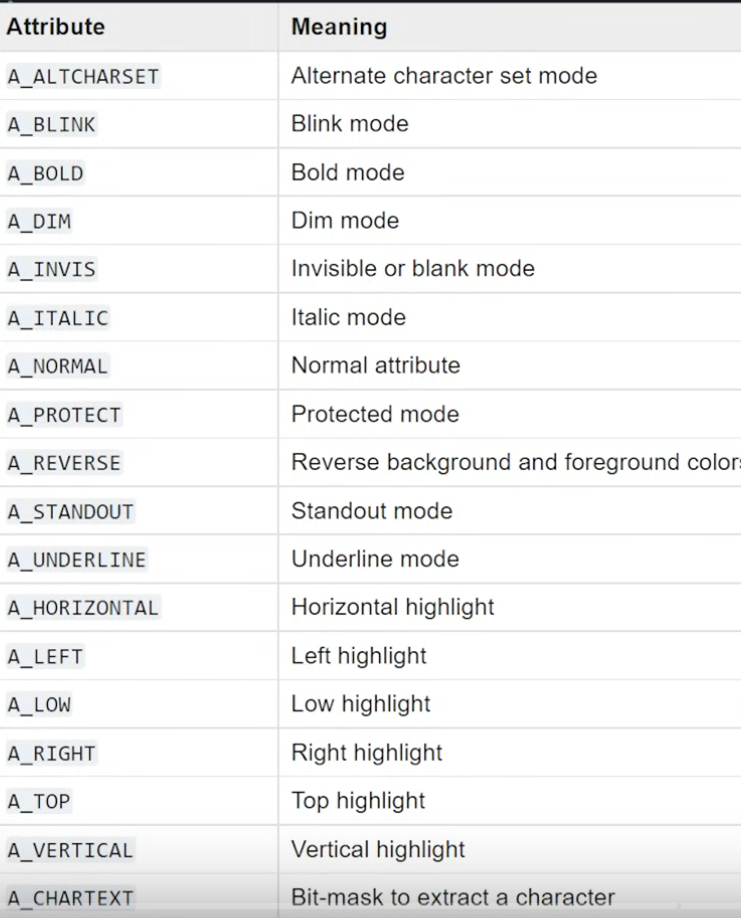 Attribute Meaning
A_ALTCHARSET Alternate character set mode
A_BLINK Blink mode
A_BOLD Bold mode
A_DIM Dim mode
A_INVIS Invisible or blank mode
A_ITALIC Italic mode
A_NORMAL Normal attribute
A_PROTECT Protected mode
A_REVERSE Reverse background and foreground colors
A_STANDOUT Standout mode
A_UNDERLINE Underline mode
A_HORIZONTAL Horizontal highlight
A_LEFT Left highlight
A_LOW Low highlight
A_RIGHT Right highlight
A_TOP Top highlight
A_VERTICAL Vertical highlight
A_CHARTEXT Bit-mask to extract a character